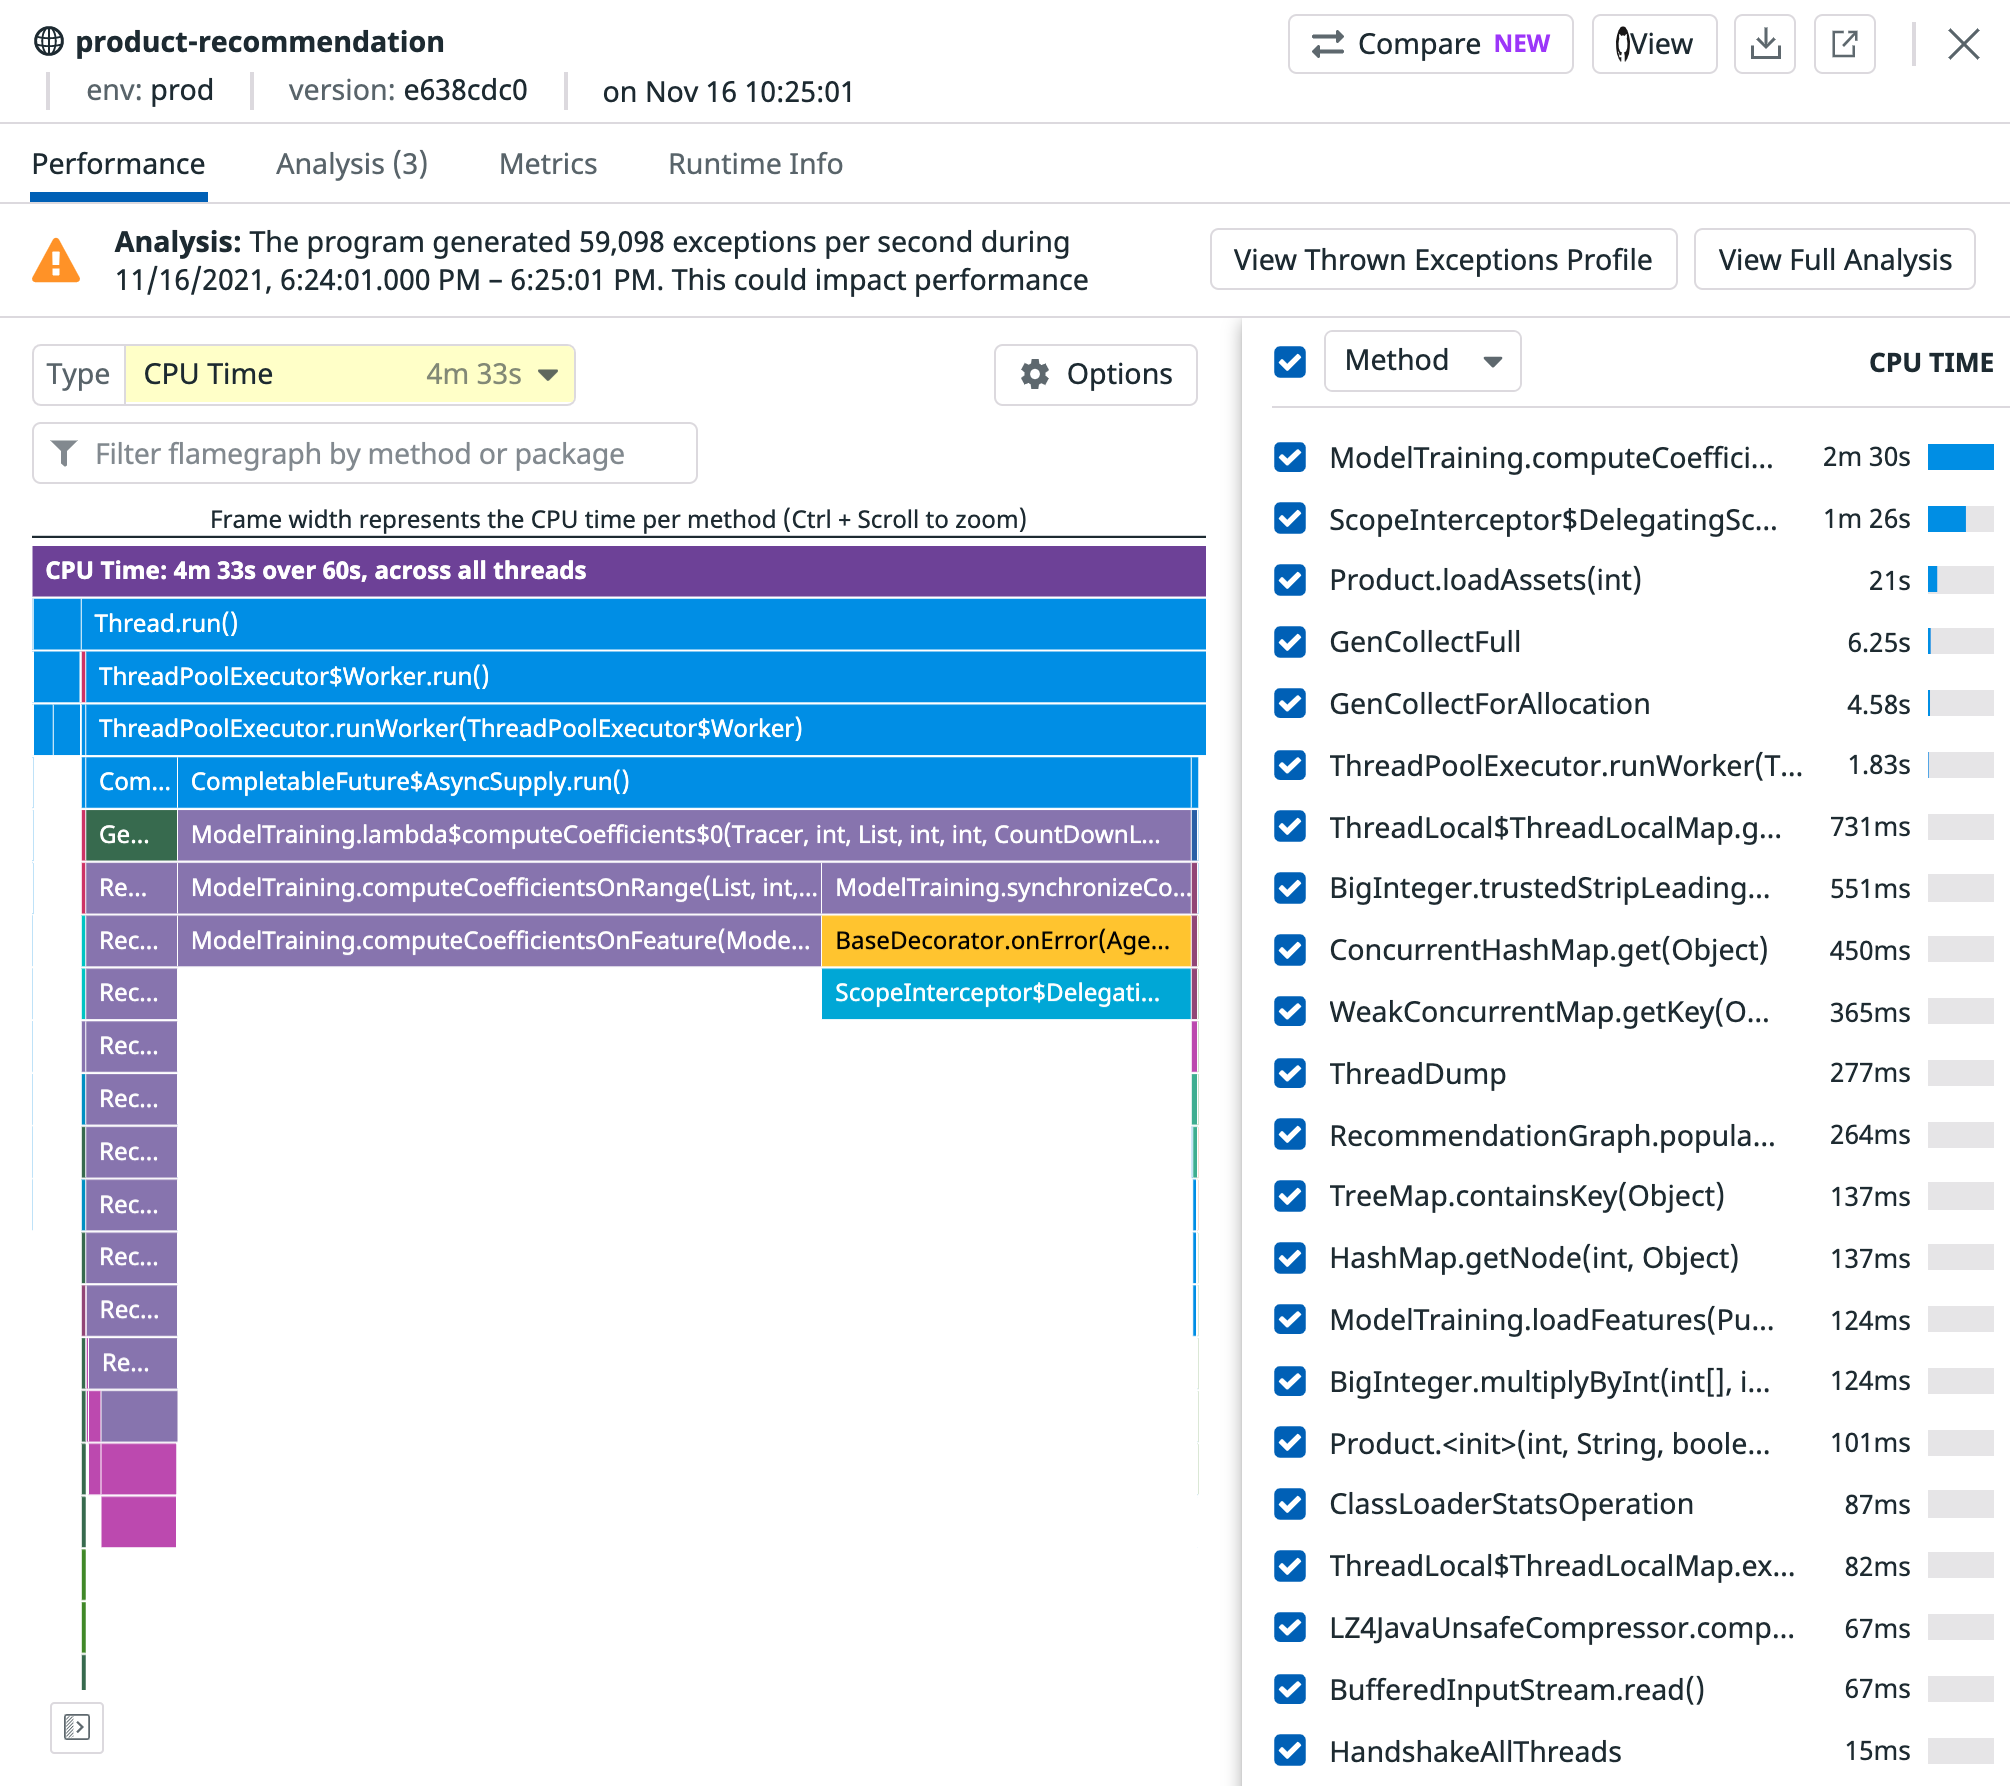 product-recommendation
Compare NEW
View
env: prod
version: e638cdc0
on Nov 16 10:25:01
Performance
Analysis (3)
Metrics
Runtime Info
Analysis: The program generated 59,098 exceptions per second during
11/16/2021, 6:24:01.000 PM – 6:25:01 PM. This could impact performance
View Thrown Exceptions Profile
View Full Analysis
Type
CPU Time
4m 33s
Options
Filter flamegraph by method or package
Frame width represents the CPU time per method (Ctrl + Scroll to zoom)
CPU Time: 4m 33s over 60s, across all threads
Thread.run()
ThreadPoolExecutor$Worker.run()
ThreadPoolExecutor.runWorker(ThreadPoolExecutor$Worker)
Com...
CompletableFuture$AsyncSupply.run()
Ge...
ModelTraining.lambda$computeCoefficients$0(Tracer, int, List, int, int, CountDownL...
Re...
ModelTraining.computeCoefficientsOnRange(List, int,...
ModelTraining.synchronizeCo...
Rec...
ModelTraining.computeCoefficientsOnFeature(Mode...
BaseDecorator.onError(Age...
Rec...
ScopeInterceptor$Delegati...
Rec...
Rec...
Rec...
Rec...
Rec...
Rec...
Re...
Method
CPU TIME
ModelTraining.computeCoeffici... 2m 30s
ScopeInterceptor$DelegatingSc... 1m 26s
Product.loadAssets(int) 21s
GenCollectFull 6.25s
GenCollectForAllocation 4.58s
ThreadPoolExecutor.runWorker(T... 1.83s
ThreadLocal$ThreadLocalMap.g... 731ms
BigInteger.trustedStripLeading... 551ms
ConcurrentHashMap.get(Object) 450ms
WeakConcurrentMap.getKey(O... 365ms
ThreadDump 277ms
RecommendationGraph.popula... 264ms
TreeMap.containsKey(Object) 137ms
HashMap.getNode(int, Object) 137ms
ModelTraining.loadFeatures(Pu... 124ms
BigInteger.multiplyByInt(int[], i... 124ms
Product.<init>(int, String, boole... 101ms
ClassLoaderStatsOperation 87ms
ThreadLocal$ThreadLocalMap.ex... 82ms
LZ4JavaUnsafeCompressor.comp... 67ms
BufferedInputStream.read() 67ms
HandshakeAllThreads 15ms